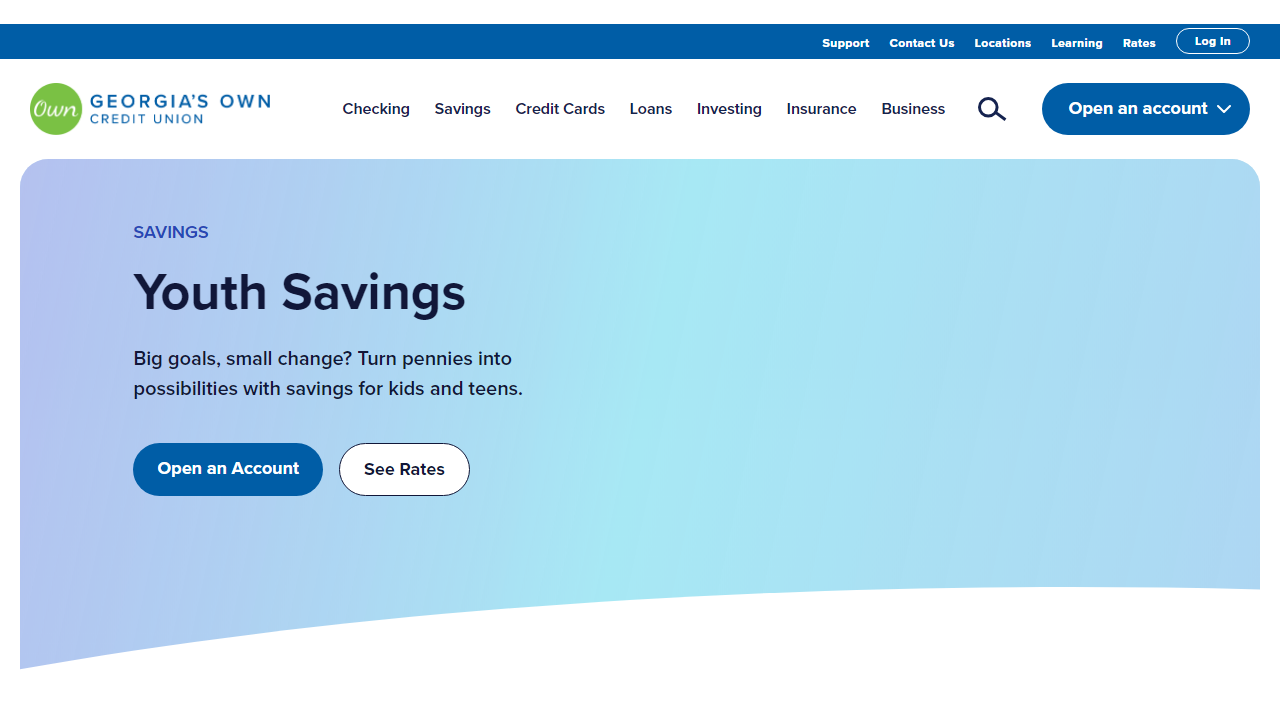 Support Contact Us Locations Learning Rates Log In
Own GEORGIA'S OWN
CREDIT UNION
Checking Savings Credit Cards Loans Investing Insurance Business Open an account
SAVINGS
Youth Savings
Big goals, small change? Turn pennies into
possibilities with savings for kids and teens.
Open an Account See Rates